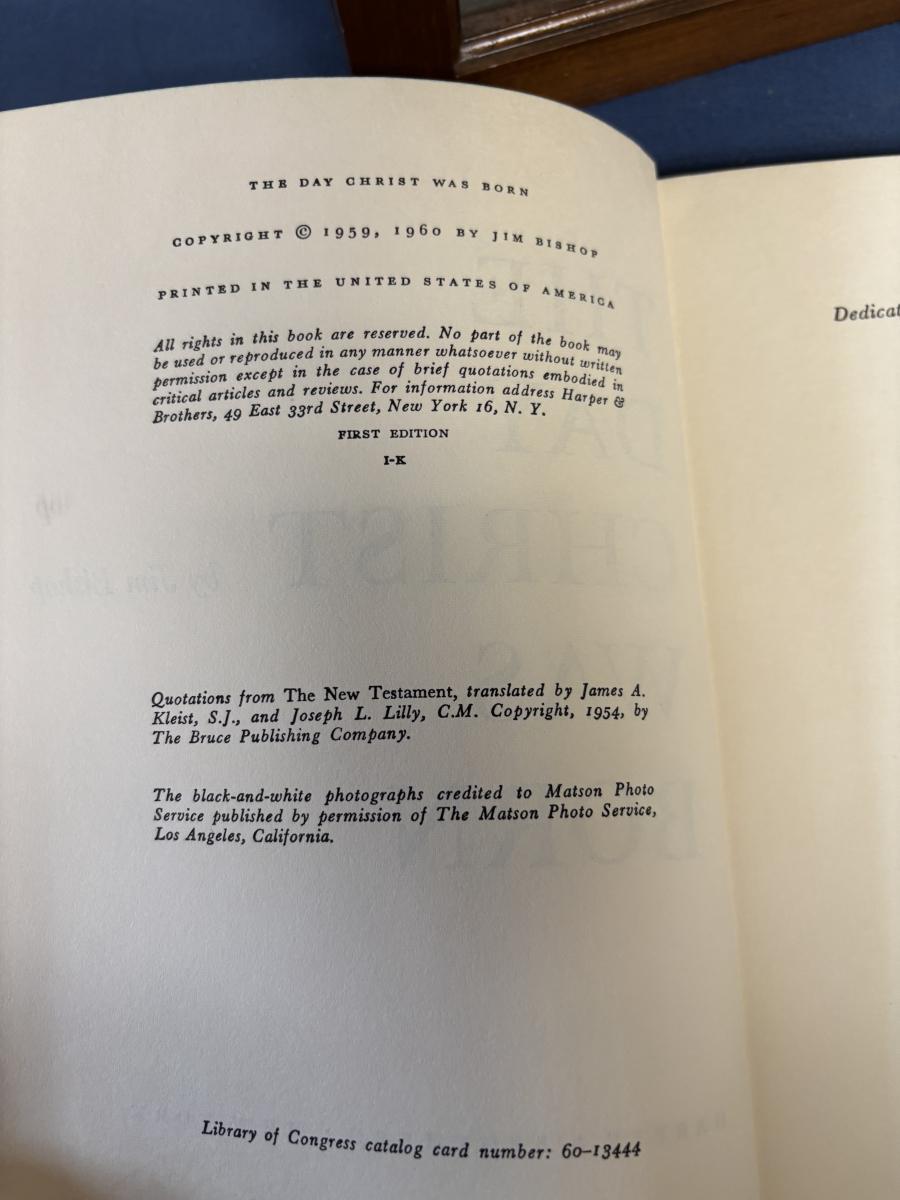 THE DAY CHRIST WAS BORN
COPYRIGHT © 1959, 1960 BY JIM BISHOP
PRINTED IN THE UNITED STATES OF AMERICA
All rights in this book are reserved. No part of the book may
be used or reproduced in any manner whatsoever without written
permission except in the case of brief quotations embodied in
critical articles and reviews. For information address Harper &
Brothers, 49 East 33rd Street, New York 16, N. Y.
FIRST EDITION
I-K
Quotations from The New Testament, translated by James A.
Kleist, S.J., and Joseph L. Lilly, C.M. Copyright, 1954, by
The Bruce Publishing Company.
The black-and-white photographs credited to Matson Photo
Service published by permission of The Matson Photo Service,
Los Angeles, California.
Library of Congress catalog card number: 60-13444
Dedicat